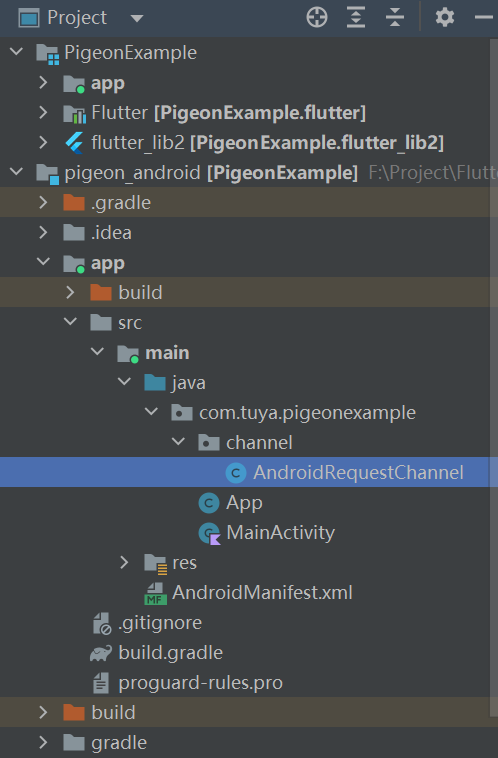 Project
PigeonExample
app
Flutter [PigeonExample.flutter]
flutter_lib2 [PigeonExample.flutter_lib2]
pigeon_android [PigeonExample] F:\Project\Flutte
.gradle
.idea
app
build
src
main
java
com.tuya.pigeonexample
channel
C AndroidRequestChannel
C App
C MainActivity
res
MF AndroidManifest.xml
.gitignore
build.gradle
proguard-rules.pro
build
gradle